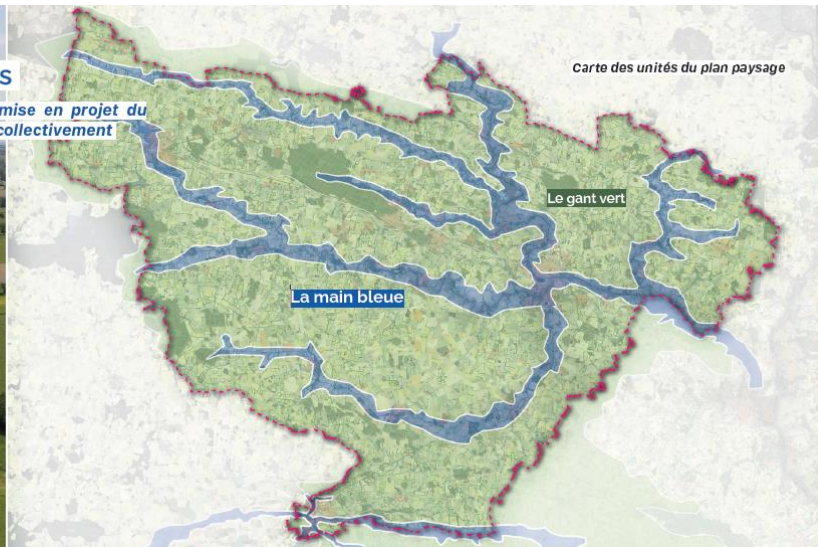 S
mise en projet du
collectivement
Carte des unités du plan paysage
Le gant vert
La main bleue